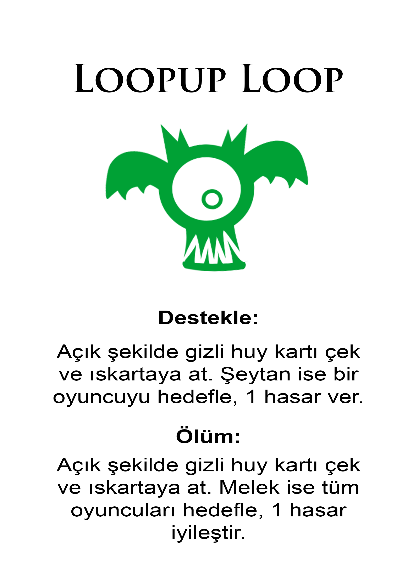 Loopup Loop
Destekle:
Açık şekilde gizli huy kartı çek
ve ıskartaya at. Şeytan ise bir
oyuncuyu hedefle, 1 hasar ver.
Ölüm:
Açık şekilde gizli huy kartı çek
ve ıskartaya at. Melek ise tüm
oyuncuları hedefle, 1 hasar
iyileştir.